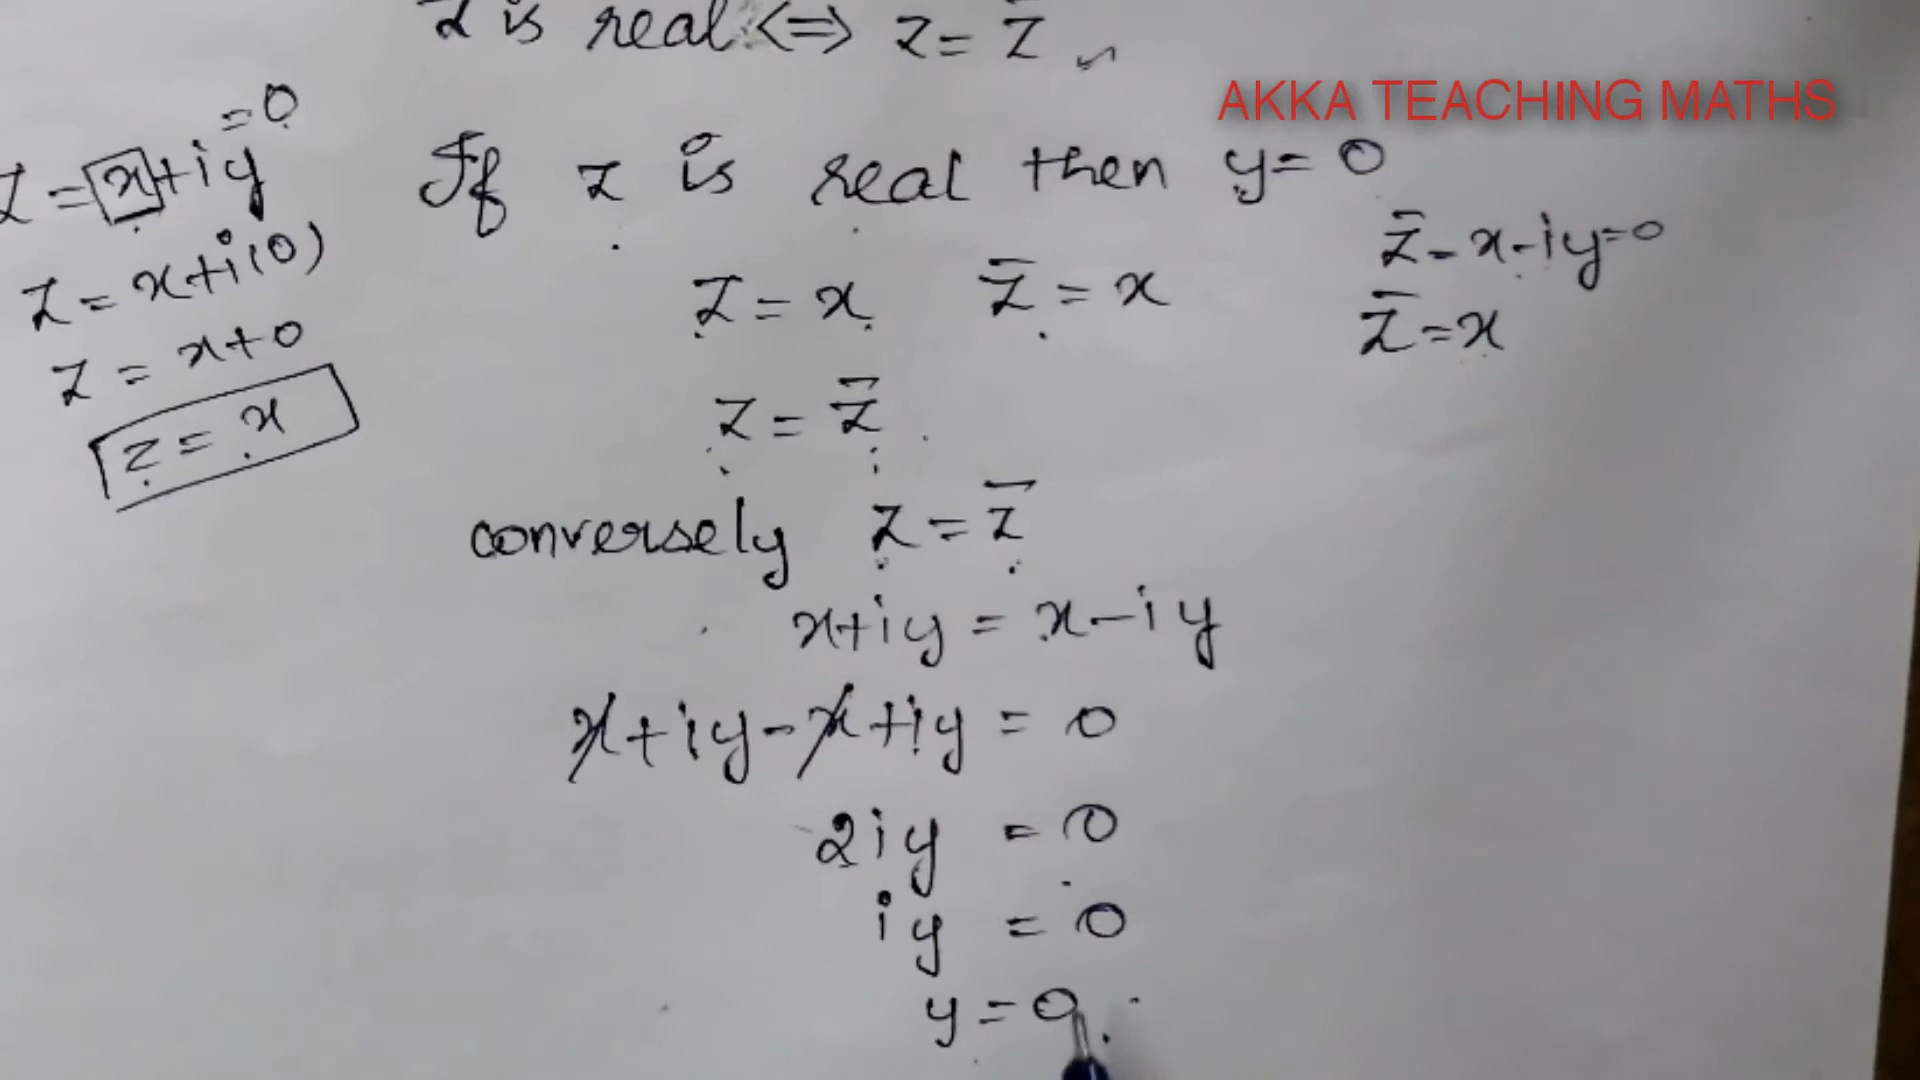 z is real <=> z = z̄
AKKA TEACHING MATHS
= 0
z = x + iy
z = x + i(0)
z = x + 0
z = x
If z is real then y = 0
z̄ = x - iy = 0
z̄ = x
z = x z̄ = x
z = z̄
conversely z = z̄
x + iy = x - iy
x + iy - x + iy = 0
2iy = 0
iy = 0
y = 0